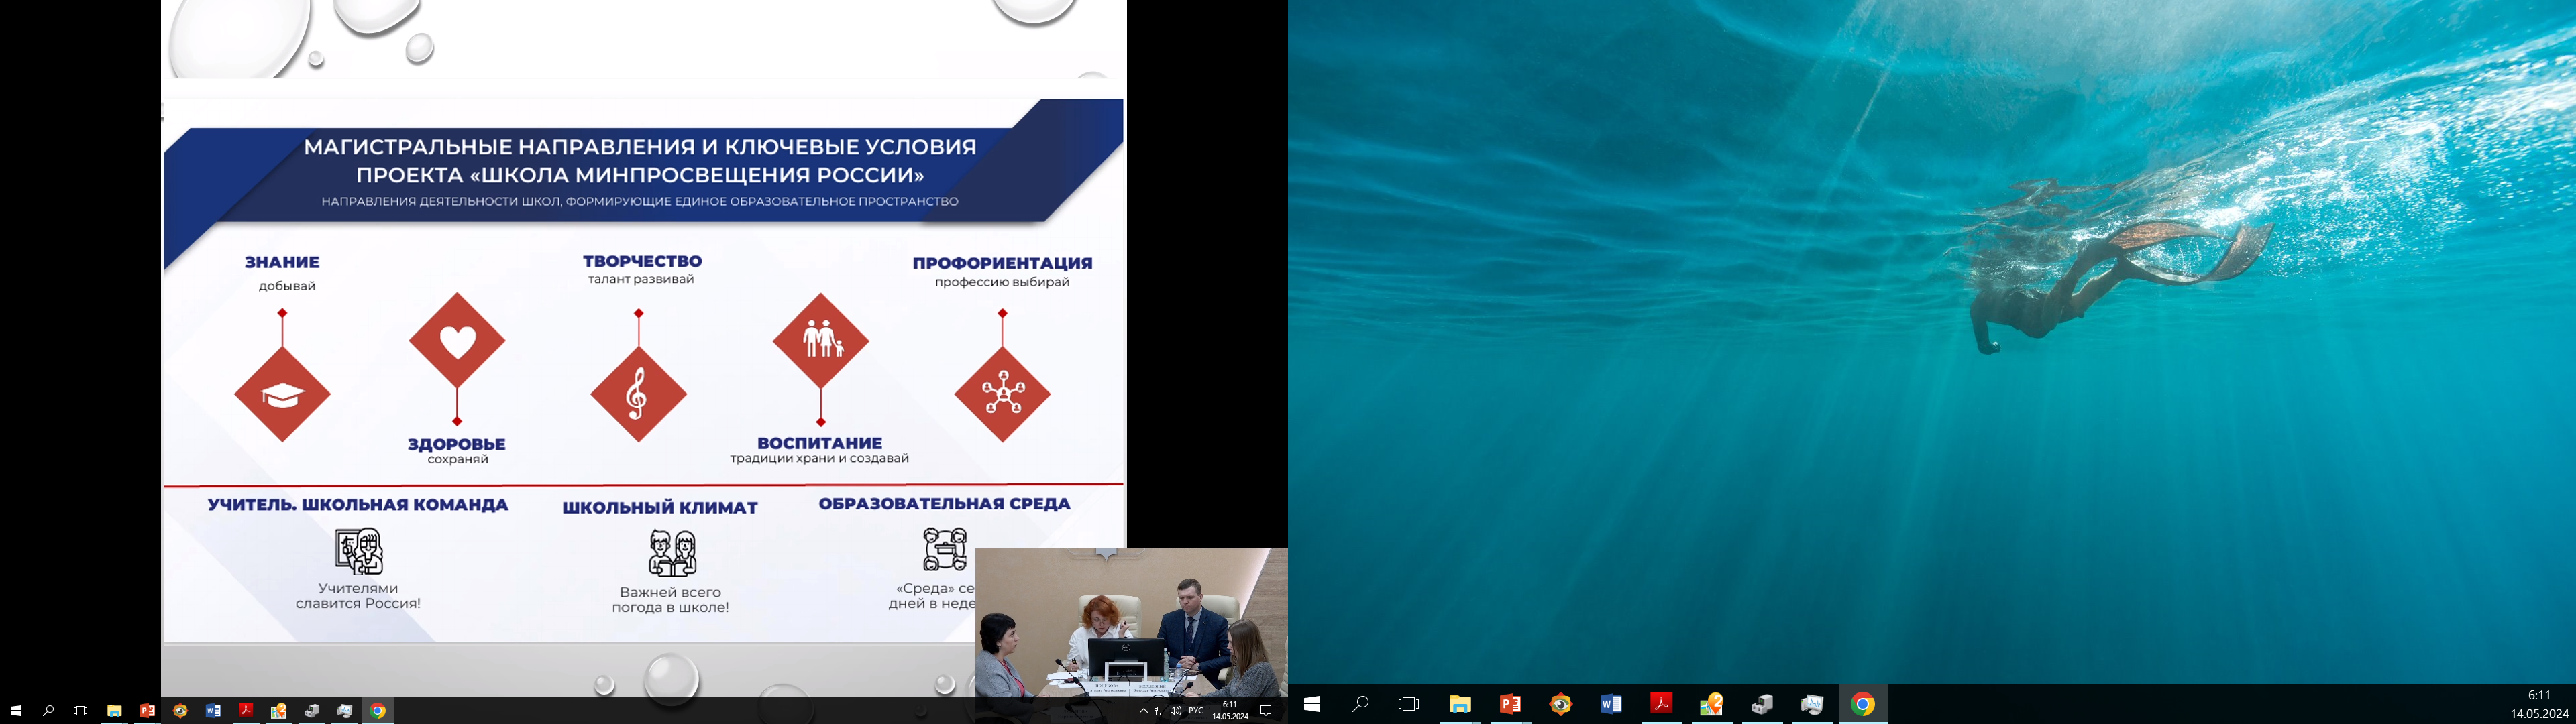 МАГИСТРАЛЬНЫЕ НАПРАВЛЕНИЯ И КЛЮЧЕВЫЕ УСЛОВИЯ
ПРОЕКТА «ШКОЛА МИНПРОСВЕЩЕНИЯ РОССИИ»
НАПРАВЛЕНИЯ ДЕЯТЕЛЬНОСТИ ШКОЛ, ФОРМИРУЮЩИЕ ЕДИНОЕ ОБРАЗОВАТЕЛЬНОЕ ПРОСТРАНСТВО
ЗНАНИЕ
добывай
ТВОРЧЕСТВО
талант развивай
ПРОФОРИЕНТАЦИЯ
профессию выбирай
ЗДОРОВЬЕ
сохраняй
ВОСПИТАНИЕ
традиции храни и создавай
УЧИТЕЛЬ. ШКОЛЬНАЯ КОМАНДА
Учителями
славится Россия!
ШКОЛЬНЫЙ КЛИМАТ
Важней всего
погода в школе!
ОБРАЗОВАТЕЛЬНАЯ СРЕДА
«Среда» се
дней в неде
РУС
6:11
14.05.2024
6:11
14.05.2024